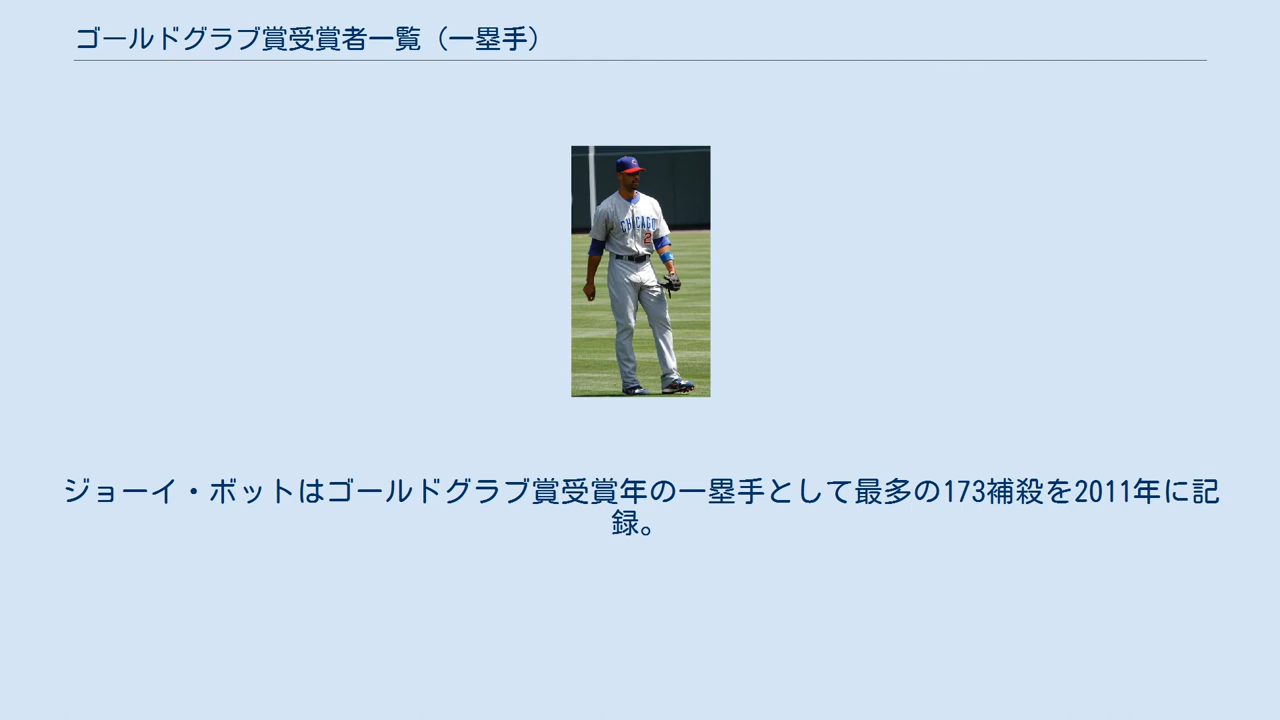 ゴールドグラブ賞受賞者一覧（一塁手）
CHICAGO
2
ジョーイ・ボットはゴールドグラブ賞受賞年の一塁手として最多の173補殺を2011年に記
録。